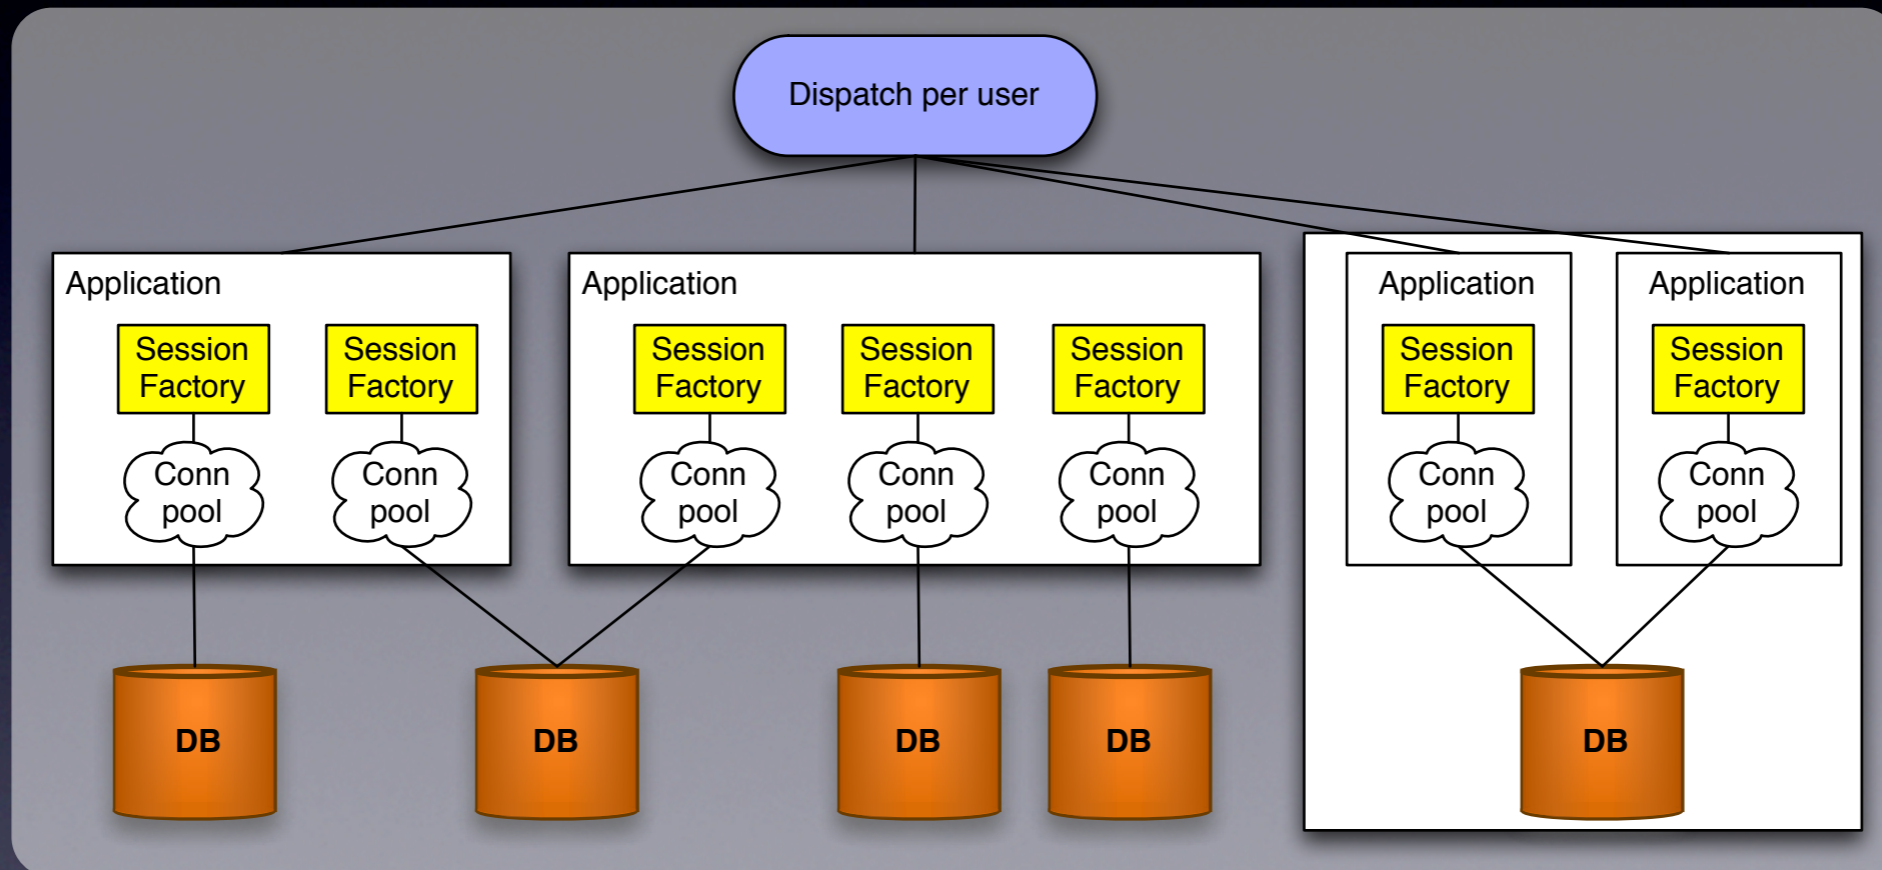 Dispatch per user
Application
Session
Factory
Conn
pool
Session
Factory
Conn
pool
Application
Session
Factory
Conn
pool
Session
Factory
Conn
pool
Session
Factory
Conn
pool
Application
Session
Factory
Conn
pool
Application
Session
Factory
Conn
pool
DB
DB
DB
DB
DB